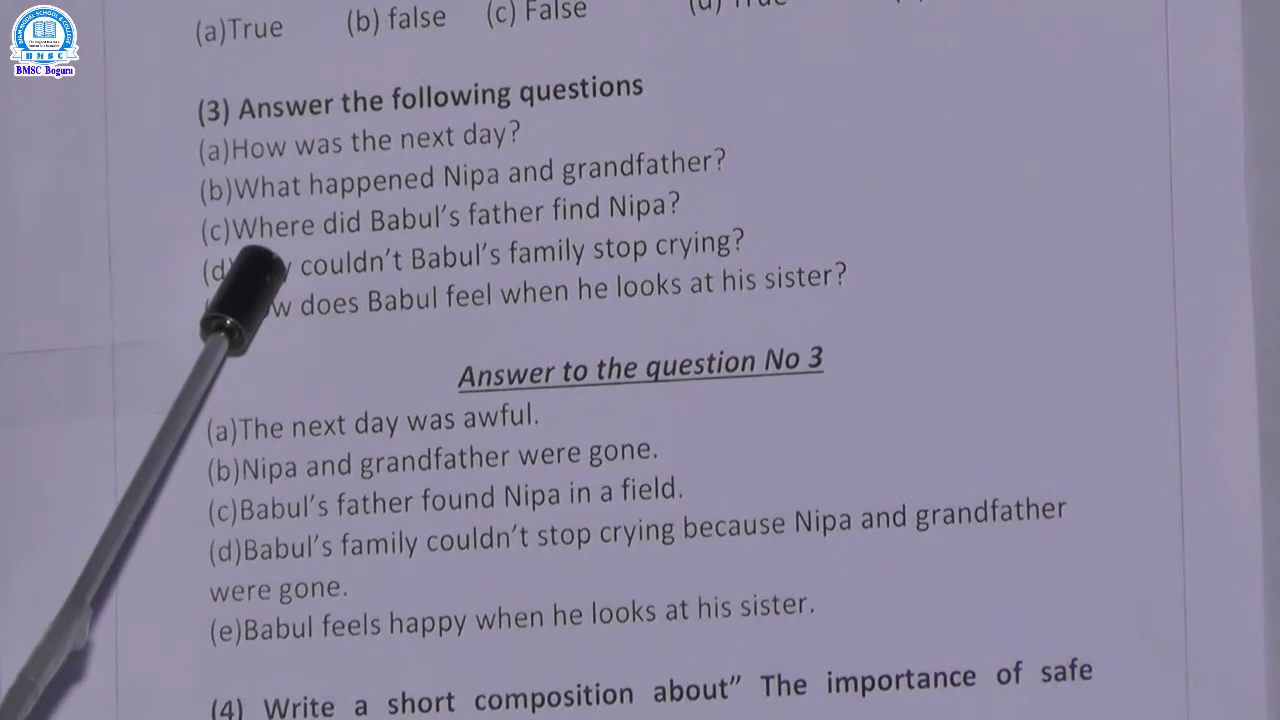 (a)True (b) false (c) False (d) True
(3) Answer the following questions
(a)How was the next day?
(b)What happened Nipa and grandfather?
(c)Where did Babul's father find Nipa?
(d) couldn't Babul's family stop crying?
does Babul feel when he looks at his sister?
Answer to the question No 3
(a)The next day was awful.
(b)Nipa and grandfather were gone.
(c)Babul's father found Nipa in a field.
(d)Babul's family couldn't stop crying because Nipa and grandfather
were gone.
(e)Babul feels happy when he looks at his sister.
(4) Write a short composition about” The importance of safe
BMSC
BMSC Bogura